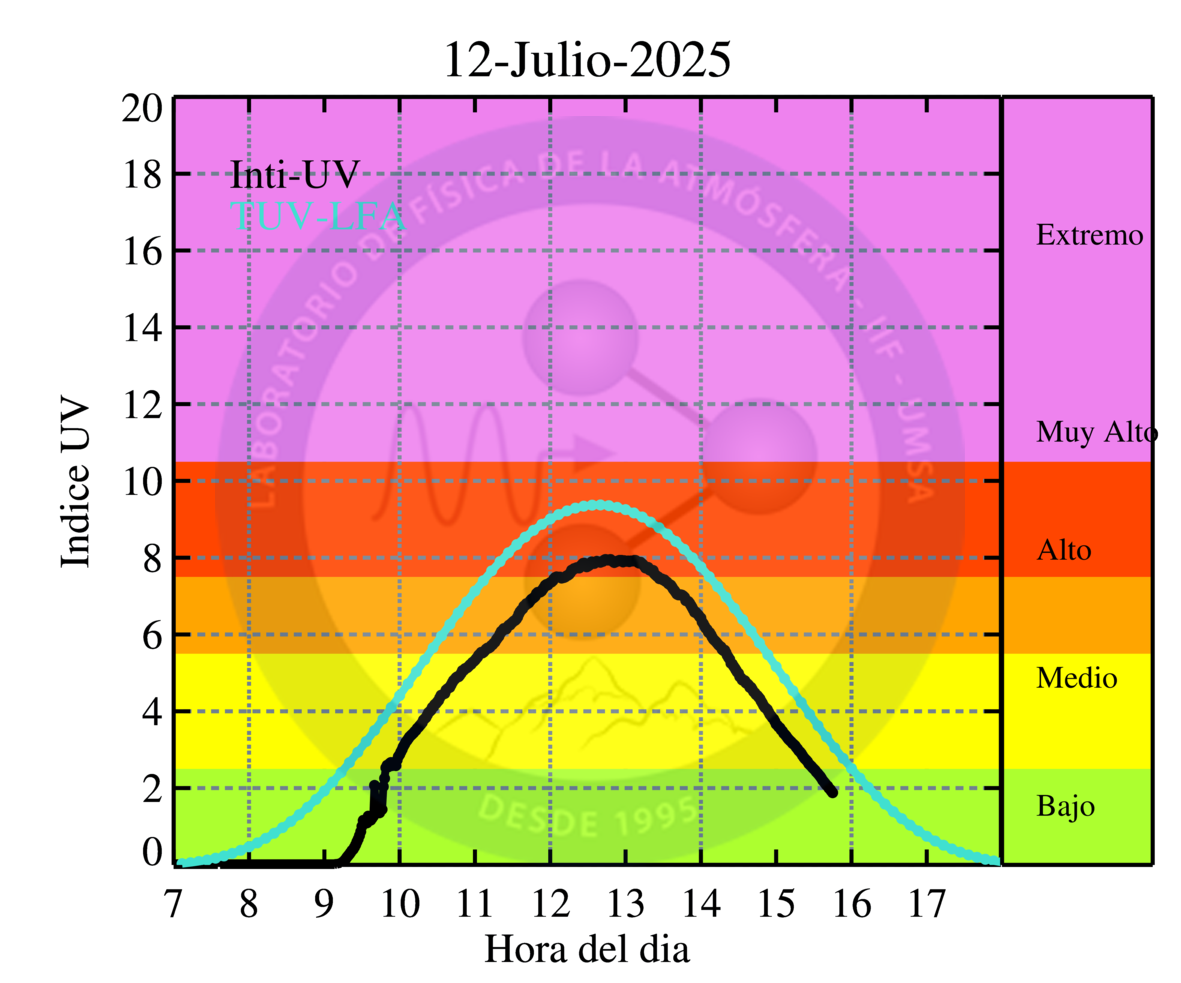 12-Julio-2025
20
18
16
14
12
10
8
6
4
2
0
Indice UV
Inti-UV
TUV-LFA
LABORATORIO DE FÍSICA DE LA ATMÓSFERA - IIF - UMSA
DESDE 1995
Extremo
Muy Alto
Alto
Medio
Bajo
7 8 9 10 11 12 13 14 15 16 17
Hora del dia